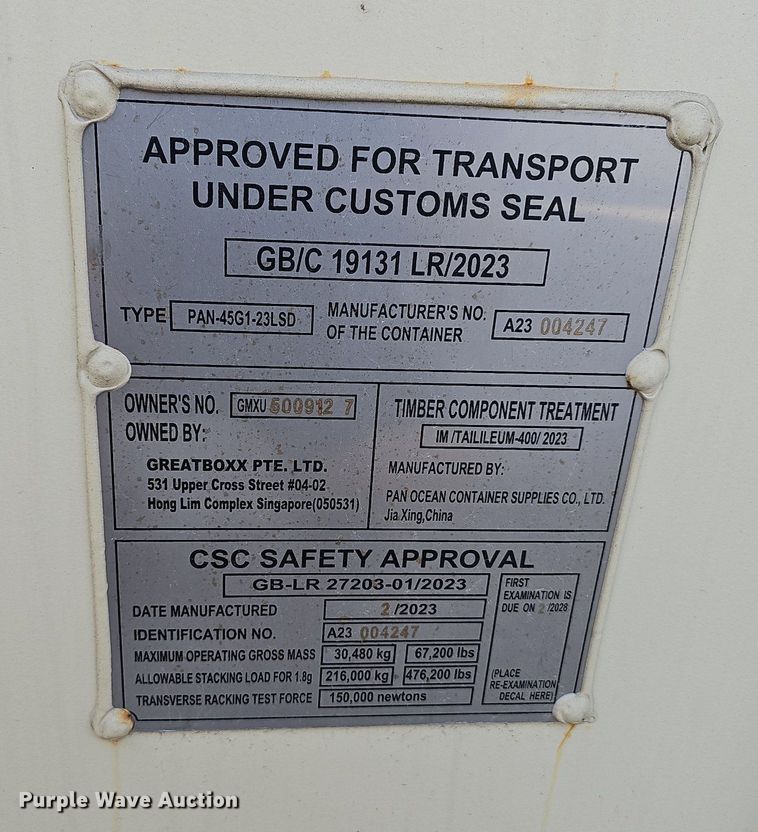 APPROVED FOR TRANSPORT
UNDER CUSTOMS SEAL
GB/C 19131 LR/2023
TYPE PAN-45G1-23LSD MANUFACTURER'S NO. OF THE CONTAINER A23 004247
OWNER'S NO. GMXU 500912 7
OWNED BY:
GREATBOXX PTE. LTD.
531 Upper Cross Street #04-02
Hong Lim Complex Singapore(050531)
TIMBER COMPONENT TREATMENT
IM /TAILILEUM-400/ 2023
MANUFACTURED BY:
PAN OCEAN CONTAINER SUPPLIES CO., LTD.
Jia Xing,China
CSC SAFETY APPROVAL
GB-LR 27203-01/2023
DATE MANUFACTURED 2 /2023
IDENTIFICATION NO. A23 004247
MAXIMUM OPERATING GROSS MASS 30,480 kg 67,200 lbs
ALLOWABLE STACKING LOAD FOR 1.8g 216,000 kg 476,200 lbs
TRANSVERSE RACKING TEST FORCE 150,000 newtons
FIRST
EXAMINATION IS
DUE ON 2 /2028
(PLACE
RE-EXAMINATION
DECAL HERE)
Purple Wave Auction